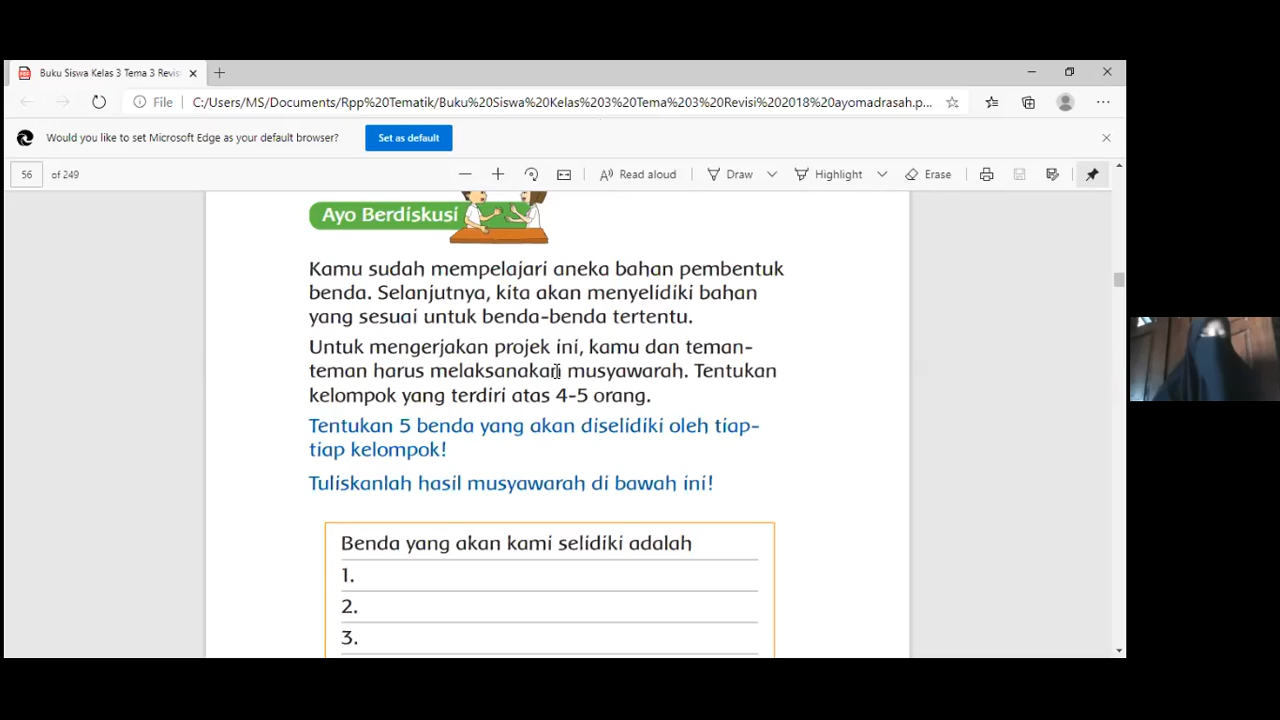 Buku Siswa Kelas 3 Tema 3 Revis
File C:/Users/MS/Documents/Rpp%20Tematik/Buku%20Siswa%20Kelas%203%20Tema%203%20Revisi%202018%20ayomadrasah.p...
Would you like to set Microsoft Edge as your default browser? Set as default
56 of 249 Read aloud Draw Highlight Erase
Ayo Berdiskusi
Kamu sudah mempelajari aneka bahan pembentuk
benda. Selanjutnya, kita akan menyelidiki bahan
yang sesuai untuk benda-benda tertentu.
Untuk mengerjakan projek ini, kamu dan teman-
teman harus melaksanakan musyawarah. Tentukan
kelompok yang terdiri atas 4-5 orang.
Tentukan 5 benda yang akan diselidiki oleh tiap-
tiap kelompok!
Tuliskanlah hasil musyawarah di bawah ini!
Benda yang akan kami selidiki adalah
1.
2.
3.